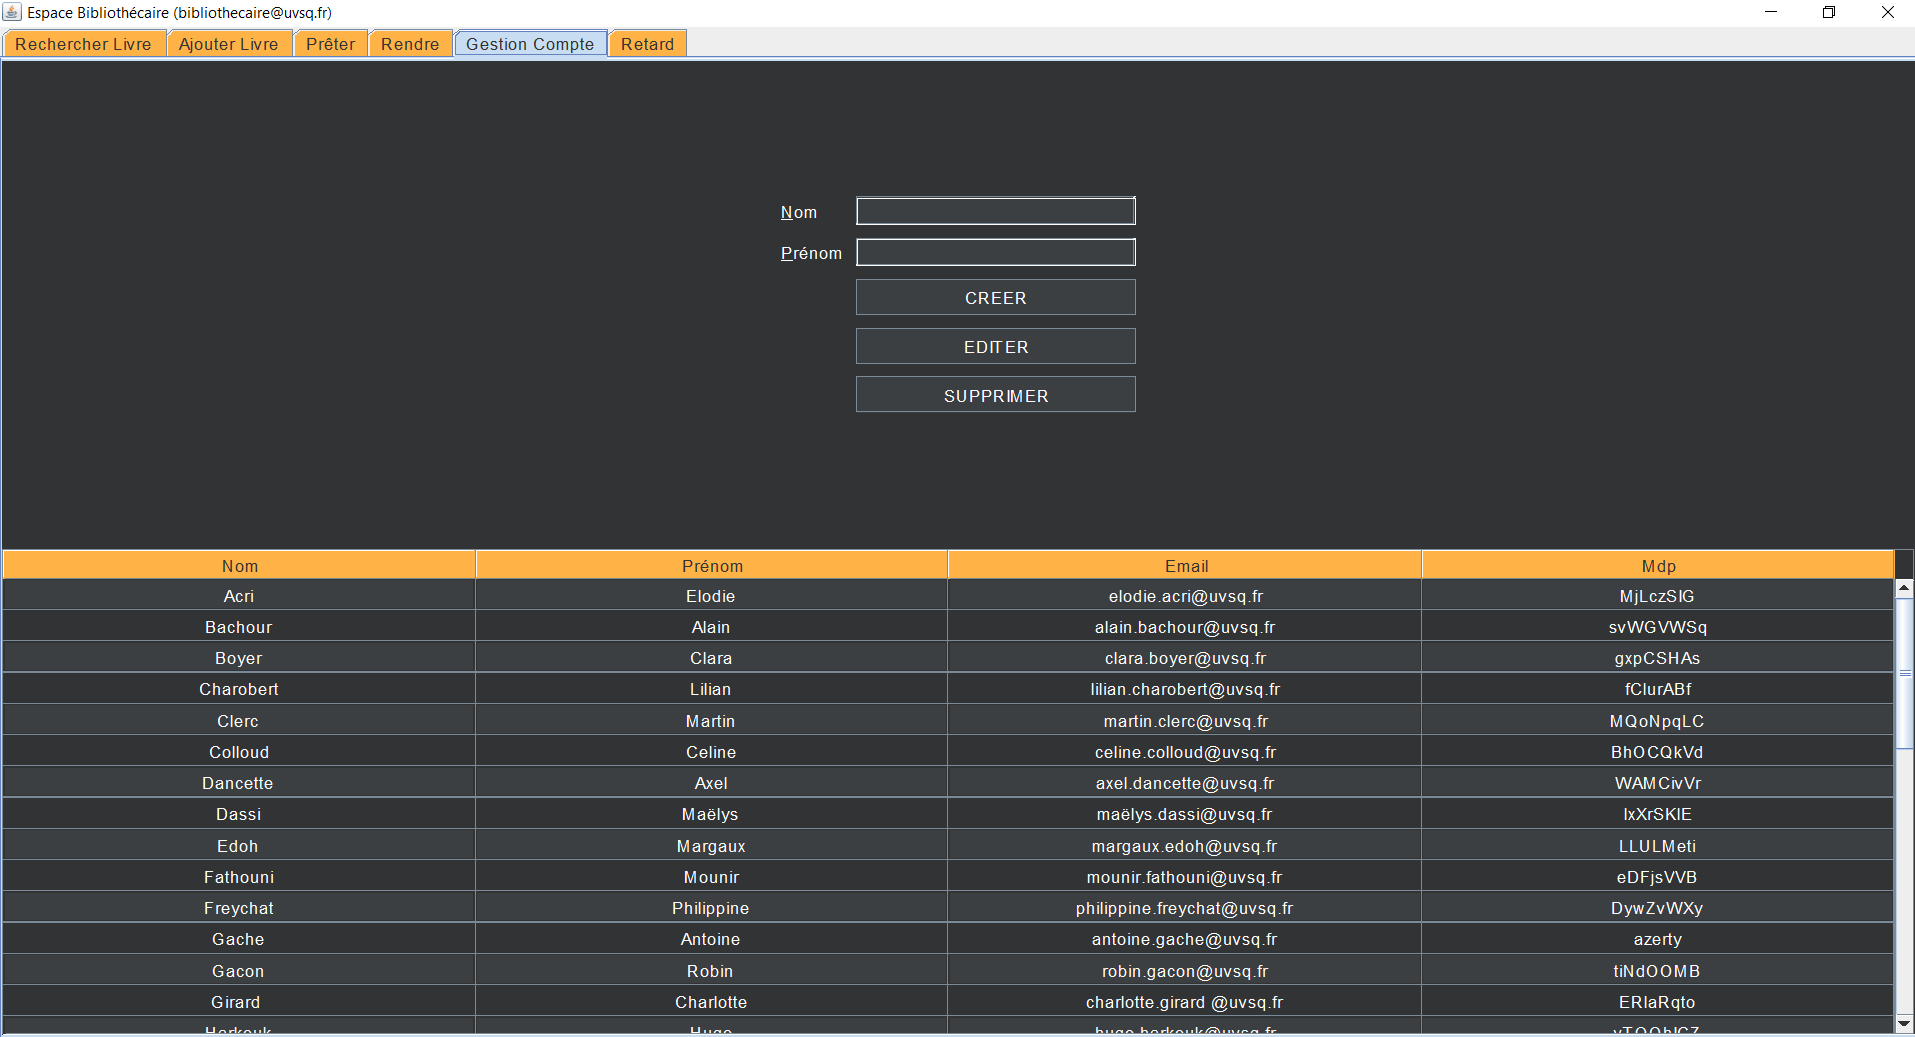 Espace Bibliothécaire (bibliothecaire@uvsq.fr)
Rechercher Livre Ajouter Livre Prêter Rendre Gestion Compte Retard
Nom
Prénom
CREER
EDITER
SUPPRIMER
Nom Prénom Email Mdp
Acri Elodie elodie.acri@uvsq.fr MjLczSIG
Bachour Alain alain.bachour@uvsq.fr svWGVWSq
Boyer Clara clara.boyer@uvsq.fr gxpCSHAs
Charobert Lilian lilian.charobert@uvsq.fr fClurABf
Clerc Martin martin.clerc@uvsq.fr MQoNpqLC
Colloud Celine celine.colloud@uvsq.fr BhOCQkVd
Dancette Axel axel.dancette@uvsq.fr WAMCivVr
Dassi Maëlys maëlys.dassi@uvsq.fr IxXrSKIE
Edoh Margaux margaux.edoh@uvsq.fr LLULMeti
Fathouni Mounir mounir.fathouni@uvsq.fr eDFjsVVB
Freychat Philippine philippine.freychat@uvsq.fr DywZvWXy
Gache Antoine antoine.gache@uvsq.fr azerty
Gacon Robin robin.gacon@uvsq.fr tiNdOOMB
Girard Charlotte charlotte.girard @uvsq.fr ERlaRqto
Herkouk Hugo hugo.herkouk@uvsq.fr